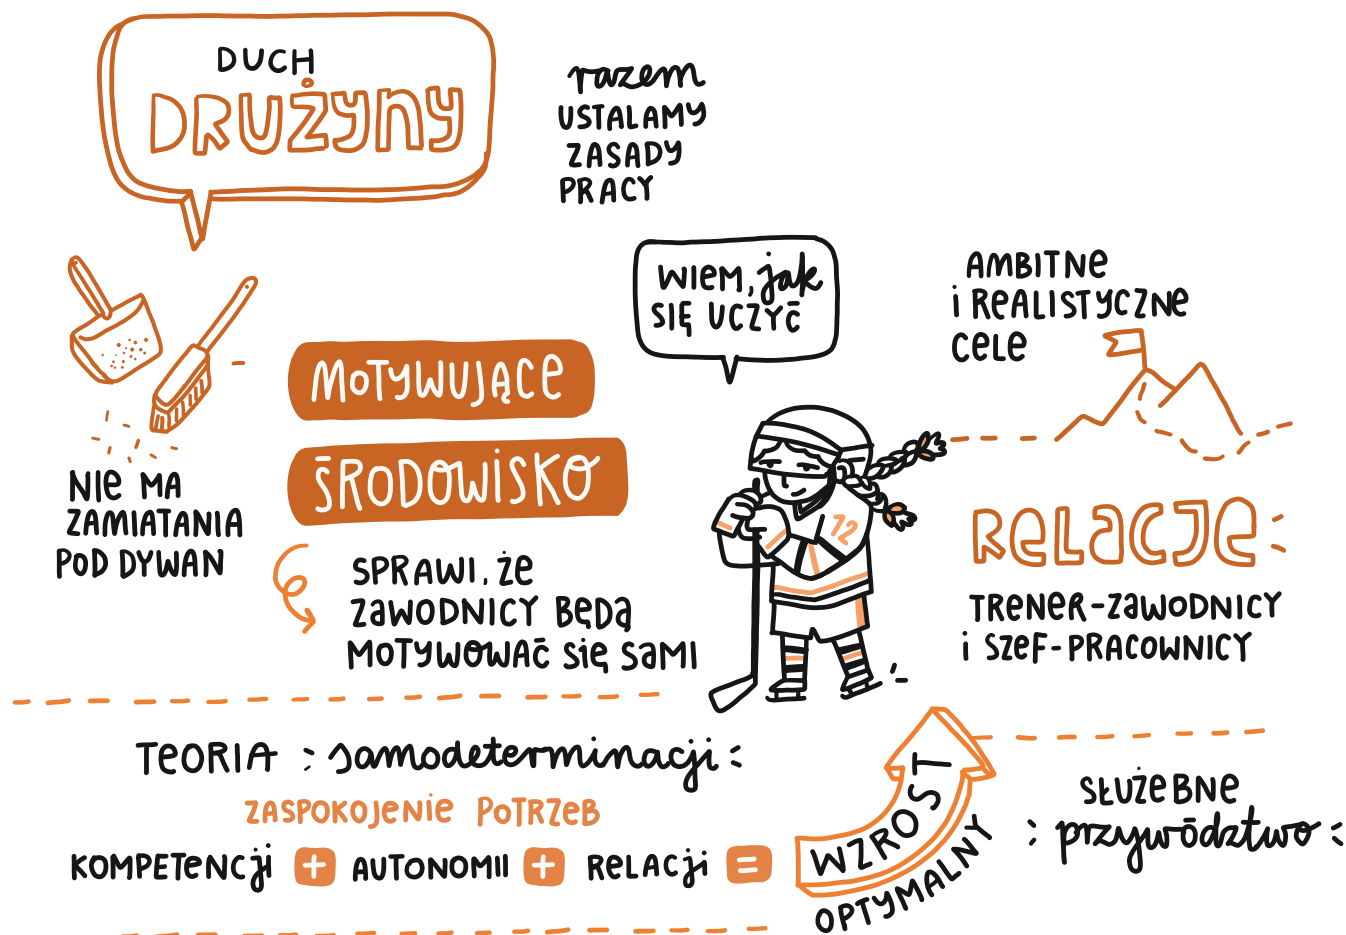 DUCH
DRUŻYNY
razem
USTALAMY
ZASADY
PRACY
WIEM, jak
SIĘ UCZYĆ
AMBITNE
i REALISTYCZNE
CELE
NIE MA
ZAMIATANIA
POD DYWAN
MOTYWUJĄCE
ŚRODOWISKO
SPRAWI, ŻE
ZAWODNICY BĘDĄ
MOTYWOWAĆ SIĘ SAMI
12
RELACJE
TRENER-ZAWODNICY
i SZEF-PRACOWNICY
TEORIA samodeterminacji
ZASPOKOJENIE POTRZEB
KOMPETENCJI + AUTONOMII + RELACJI =
WZROST
OPTYMALNY
SŁUŻEBNE
przywództwo